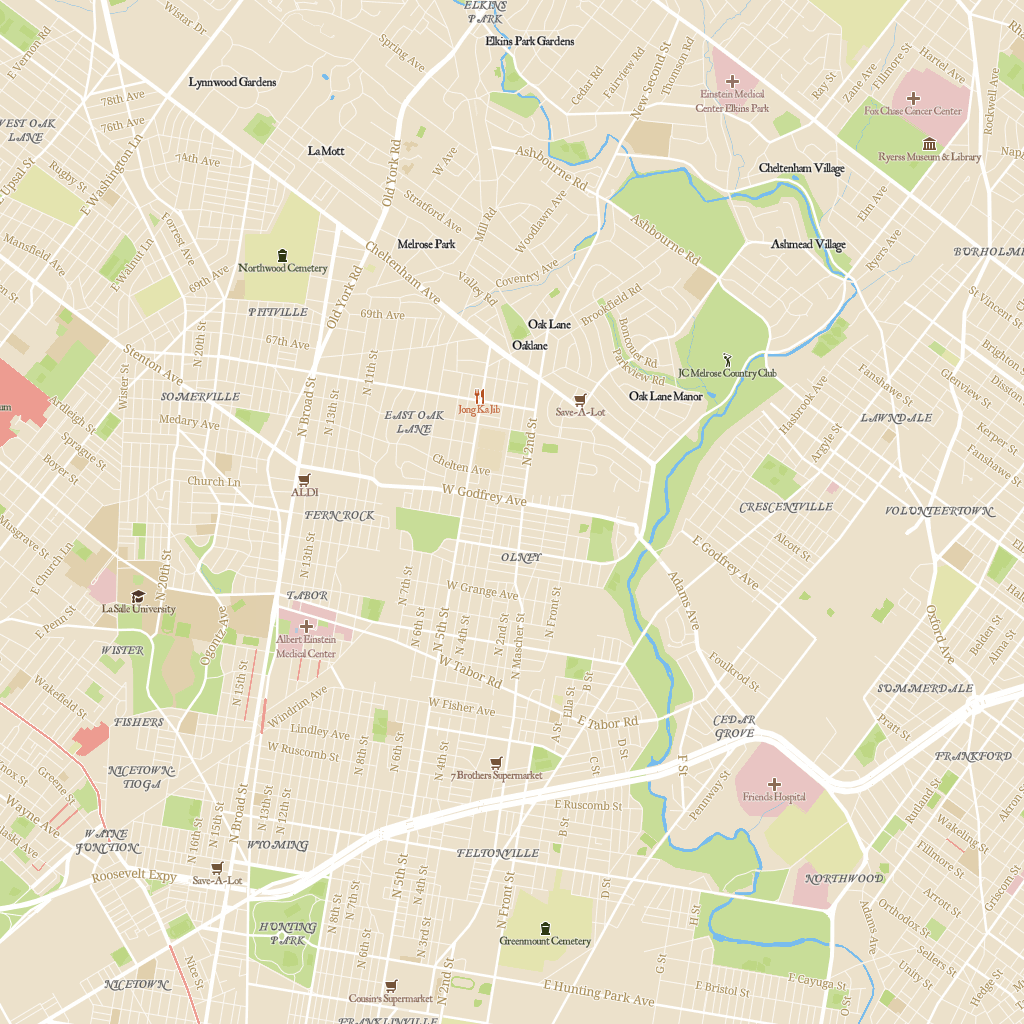 ELKINS
PARK
Wistar Dr
E Vernon Rd
Spring Ave
Elkins Park Gardens
Cedar Rd
Fairview Rd
New Second St
Thomson Rd
Ray St
Zane Ave
Fillmore St
Hartel Ave
Rockwell Ave
Lynnwood Gardens
Einstein Medical
Center Elkins Park
Fox Chase Cancer Center
78th Ave
76th Ave
WEST OAK
LANE
E Washington Ln
74th Ave
La Mott
Old York Rd
W Ave
Ashbourne Rd
Ryerss Museum & Library
Cheltenham Village
E Upsal St
Rugby St
Stratford Ave
Mill Rd
Woodlawn Ave
Elm Ave
Forrest Ave
Ashbourne Rd
Mansfield Ave
E Walnut Ln
Melrose Park
Cheltenham Ave
Ashmead Village
Ryers Ave
BURHOLME
Northwood Cemetery
69th Ave
Valley Rd
Coventry Ave
Old York Rd
Brookfield Rd
St Vincent St
PITTVILLE
69th Ave
Oak Lane
Oaklane
N 20th St
67th Ave
Boncouer Rd
Parkview Rd
Stenton Ave
Wister St
N 11th St
JC Melrose Country Club
Fanshawe St
Glenview St
Disston
SOMERVILLE
N Broad St
N 13th St
Jong Ka Jib
Save-A-Lot
Oak Lane Manor
Hasbrook Ave
Ardleigh St
Medary Ave
EAST OAK
LANE
N 2nd St
Argyle St
LAWNDALE
Kerper St
Sprague St
Fanshawe St
Boyer St
Church Ln
Chelten Ave
ALDI
W Godfrey Ave
CRESCENTVILLE
VOLUNTEERTOWN
FERN ROCK
Musgrave St
E Church Ln
N 13th St
OLNEY
E Godfrey Ave
Alcott St
N 20th St
N 7th St
W Grange Ave
Adams Ave
LaSalle University
TABOR
N Front St
Oxford Ave
Belden St
Alma St
E Penn St
Albert Einstein
Medical Center
N 6th St
N 5th St
N 4th St
N 2nd St
N Mascher St
WISTER
Ogontz Ave
W Tabor Rd
Foulkrod St
N 15th St
Wakefield St
B St
SOMMERDALE
Windrim Ave
W Fisher Ave
Ella St
A St
E Tabor Rd
FISHERS
Lindley Ave
CEDAR
GROVE
Pratt St
W Ruscomb St
N 8th St
N 6th St
N 4th St
D St
C St
F St
FRANKFORD
NICETOWN-
TIOGA
7 Brothers Supermarket
Greene St
Pennway St
Friends Hospital
Rutland St
Akron St
Wayne Ave
N Broad St
N 13th St
N 12th St
E Ruscomb St
N 15th St
N 16th St
B St
Wakeling St
WAYNE
JUNCTION
WYOMING
FELTONVILLE
Fillmore St
Save-A-Lot
Roosevelt Expy
N 5th St
N 4th St
NORTHWOOD
Griscom St
N 7th St
N 8th St
N Front St
D St
H St
Adams Ave
Arrott St
Orthodox St
HUNTING
PARK
N 3rd St
N 6th St
Greenmount Cemetery
Sellers St
NICETOWN
Nice St
N 2nd St
G St
Unity St
E Cayuga St
Cousin's Supermarket
E Hunting Park Ave
E Bristol St
O St
Hedge St
FRANKLINVILLE